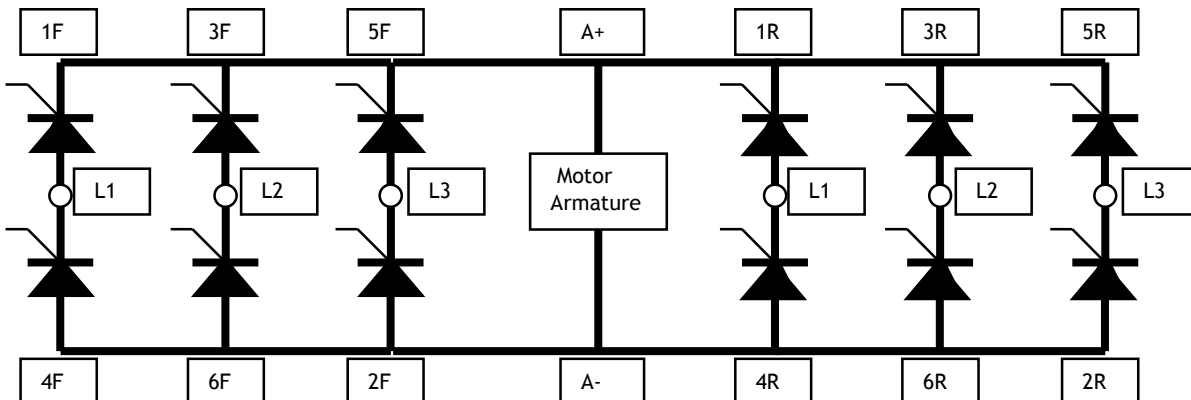 1F
3F
5F
A+
1R
3R
5R
L1
L2
L3
Motor
Armature
L1
L2
L3
4F
6F
2F
A-
4R
6R
2R